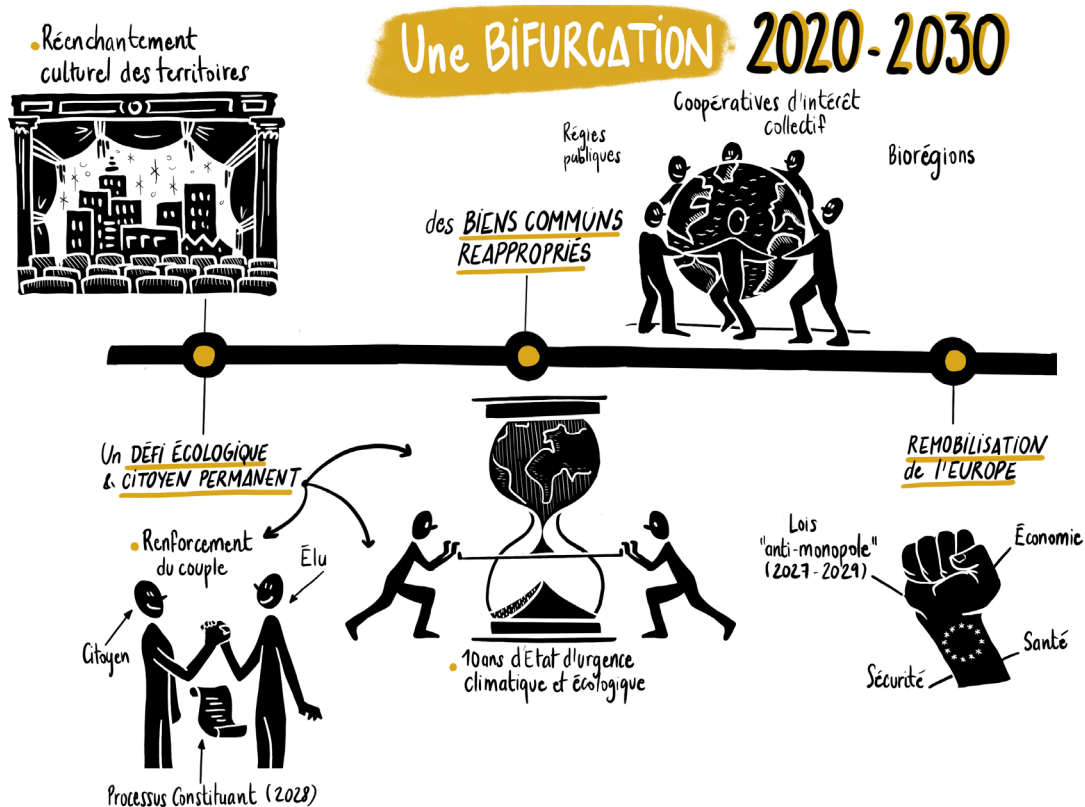 Une BIFURCATION 2020-2030
• Réenchantement
culturel des territoires
Régies
publiques
Coopératives d'intérêt
collectif
Biorégions
des BIENS COMMUNS
REAPPROPRIÉS
Un DÉFI ÉCOLOGIQUE
& CITOYEN PERMANENT
• Renforcement
du couple
Élu
Citoyen
Processus Constituant (2028)
• 10 ans d'Etat d'urgence
climatique et écologique
REMOBILISATION
de l'EUROPE
Lois
"anti-monopole"
(2027-2029)
Économie
Santé
Sécurité